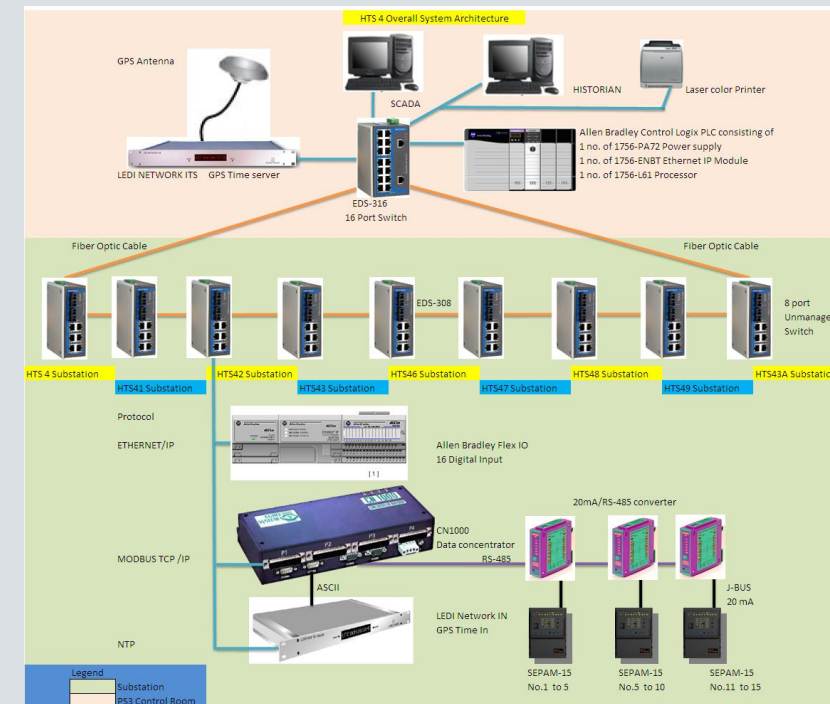 HTS 4 Overall System Architecture
GPS Antenna
SCADA
HISTORIAN
Laser color Printer
LEDI NETWORK ITS GPS Time server
Allen Bradley Control Logix PLC consisting of
1 no. of 1756-PA72 Power supply
1 no. of 1756-ENBT Ethernet IP Module
1 no. of 1756-L61 Processor
EDS-316
16 Port Switch
Fiber Optic Cable
Fiber Optic Cable
EDS-308
8 port
Unmanage
Switch
HTS 4 Substation
HTS41 Substation
HTS42 Substation
HTS43 Substation
HTS46 Substation
HTS47 Substation
HTS48 Substation
HTS49 Substation
HTS43A Substatio
Protocol
ETHERNET/IP
Allen Bradley Flex IO
16 Digital Input
[1]
20mA/RS-485 converter
CN1000
P1
P2
P3
P4
CN1000
Data concentrator
RS-485
MODBUS TCP /IP
ASCII
J-BUS
20 mA
LEDI Network IN
GPS Time In
NTP
SEPAM-15
No.1 to 5
SEPAM-15
No.5 to 10
SEPAM-15
No.11 to 15
Legend
Substation
PS3 Control Room